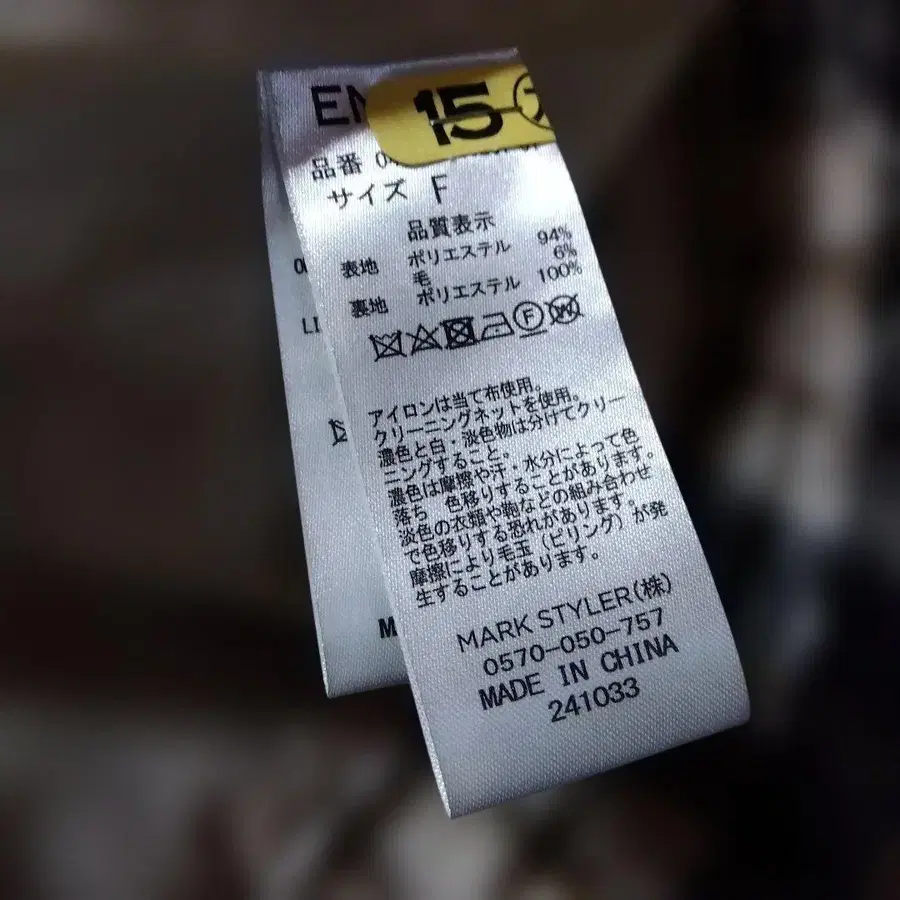 EN
15
品番 0
サイズ F
品質表示
表地 ポリエステル 94%
毛 6%
裏地 ポリエステル 100%
F W
アイロンは当て布使用。
クリーニングネットを使用。
濃色と白・淡色物は分けてクリー
ニングすること。
濃色は摩擦や汗・水分によって色
落ち 色移りすることがあります。
淡色の衣類や鞄などの組み合わせ
で色移りする恐れがあります。
摩擦により毛玉(ピリング)が発
生することがあります。
MARK STYLER(株)
0570-050-757
MADE IN CHINA
241033
LI
M